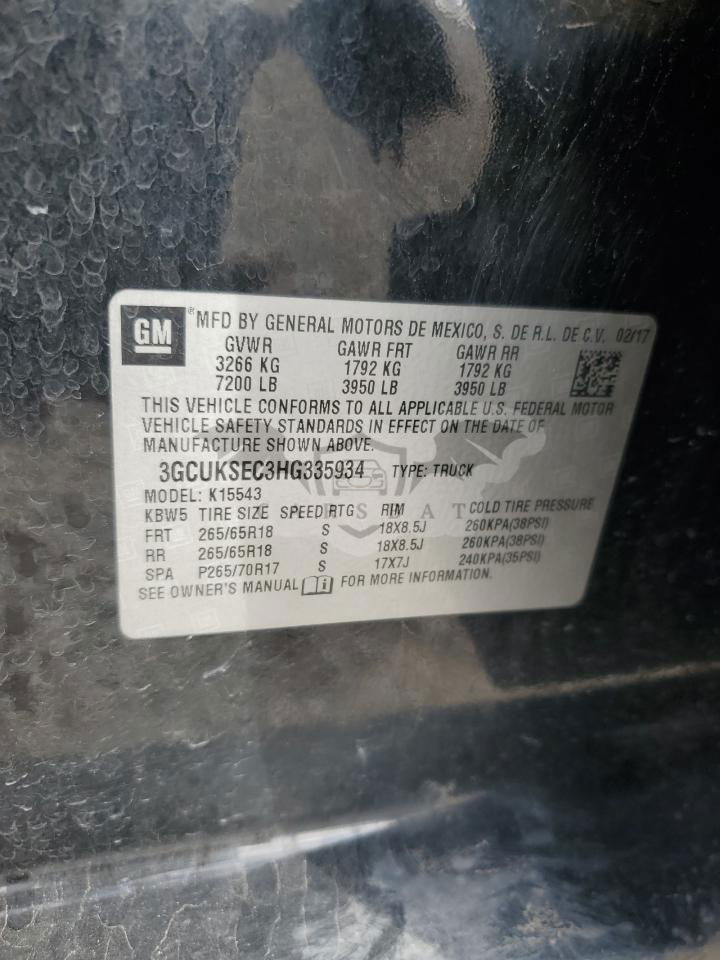 GM ® MFD BY GENERAL MOTORS DE MEXICO, S. DE R.L. DE C.V. 02/17
GVWR GAWR FRT GAWR RR
3266 KG 1792 KG 1792 KG
7200 LB 3950 LB 3950 LB
THIS VEHICLE CONFORMS TO ALL APPLICABLE U.S. FEDERAL MOTOR
VEHICLE SAFETY STANDARDS IN EFFECT ON THE DATE OF
MANUFACTURE SHOWN ABOVE.
3GCUKSEC3HG335934 TYPE: TRUCK
MODEL: K15543
KBW5 TIRE SIZE SPEED RTG RIM COLD TIRE PRESSURE
FRT 265/65R18 S 18X8.5J 260KPA(38PSI)
RR 265/65R18 S 18X8.5J 260KPA(38PSI)
SPA P265/70R17 S 17X7J 240KPA(35PSI)
SEE OWNER'S MANUAL FOR MORE INFORMATION.